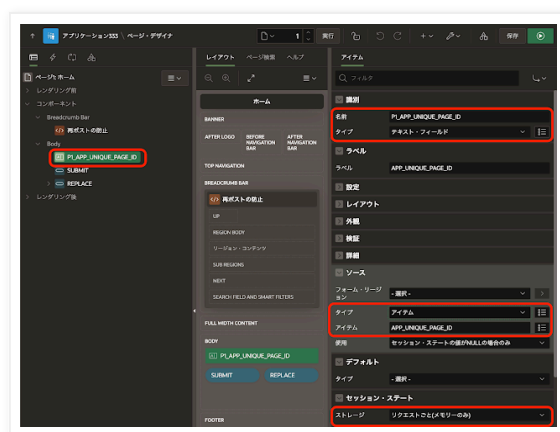 アプリケーション333 \ ページ・デザイナ
1
実行
保存
ページ1: ホーム
レンダリング前
コンポーネント
Breadcrumb Bar
再ポストの防止
Body
P1_APP_UNIQUE_PAGE_ID
SUBMIT
REPLACE
レンダリング後
レイアウト ページ検索 ヘルプ
ホーム
BANNER
AFTER LOGO BEFORE NAVIGATION BAR AFTER NAVIGATION BAR
TOP NAVIGATION
BREADCRUMB BAR
再ポストの防止
UP
REGION BODY
リージョン・コンテンツ
SUB REGIONS
NEXT
SEARCH FIELD AND SMART FILTERS
FULL WIDTH CONTENT
BODY
P1_APP_UNIQUE_PAGE_ID
SUBMIT REPLACE
FOOTER
アイテム
フィルタ
識別
名前 P1_APP_UNIQUE_PAGE_ID
タイプ テキスト・フィールド
ラベル
ラベル APP_UNIQUE_PAGE_ID
設定
レイアウト
外観
検証
詳細
ソース
フォーム・リージョン - 選択 -
タイプ アイテム
アイテム APP_UNIQUE_PAGE_ID
使用 セッション・ステートの値がNULLの場合のみ
デフォルト
タイプ - 選択 -
セッション・ステート
ストレージ リクエストごと(メモリーのみ)